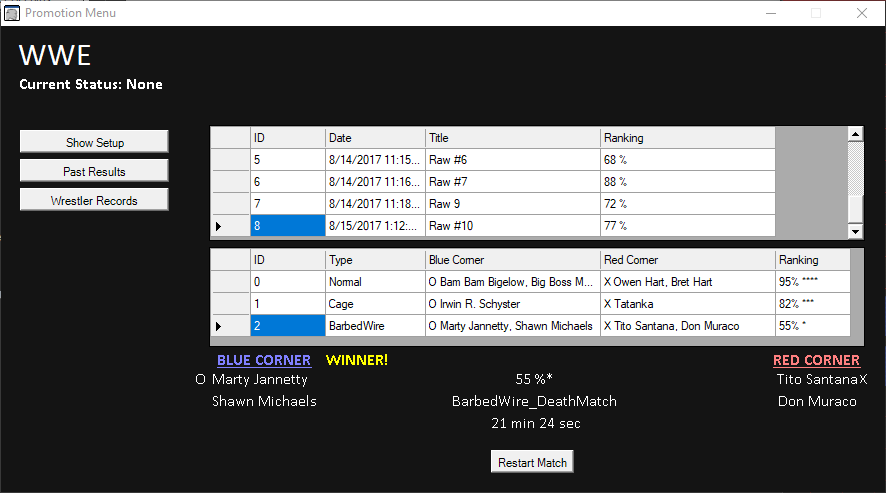 Promotion Menu
WWE
Current Status: None
Show Setup
Past Results
Wrestler Records
ID Date Title Ranking
5 8/14/2017 11:15... Raw #6 68 %
6 8/14/2017 11:16... Raw #7 88 %
7 8/14/2017 11:18... Raw 9 72 %
8 8/15/2017 1:12:... Raw #10 77 %
ID Type Blue Corner Red Corner Ranking
0 Normal O Bam Bam Bigelow, Big Boss M... X Owen Hart, Bret Hart 95% ****
1 Cage O Irwin R. Schyster X Tatanka 82% ***
2 BarbedWire O Marty Jannetty, Shawn Michaels X Tito Santana, Don Muraco 55% *
BLUE CORNER WINNER! RED CORNER
O Marty Jannetty 55 %* Tito Santana X
Shawn Michaels BarbedWire_DeathMatch Don Muraco
21 min 24 sec
Restart Match